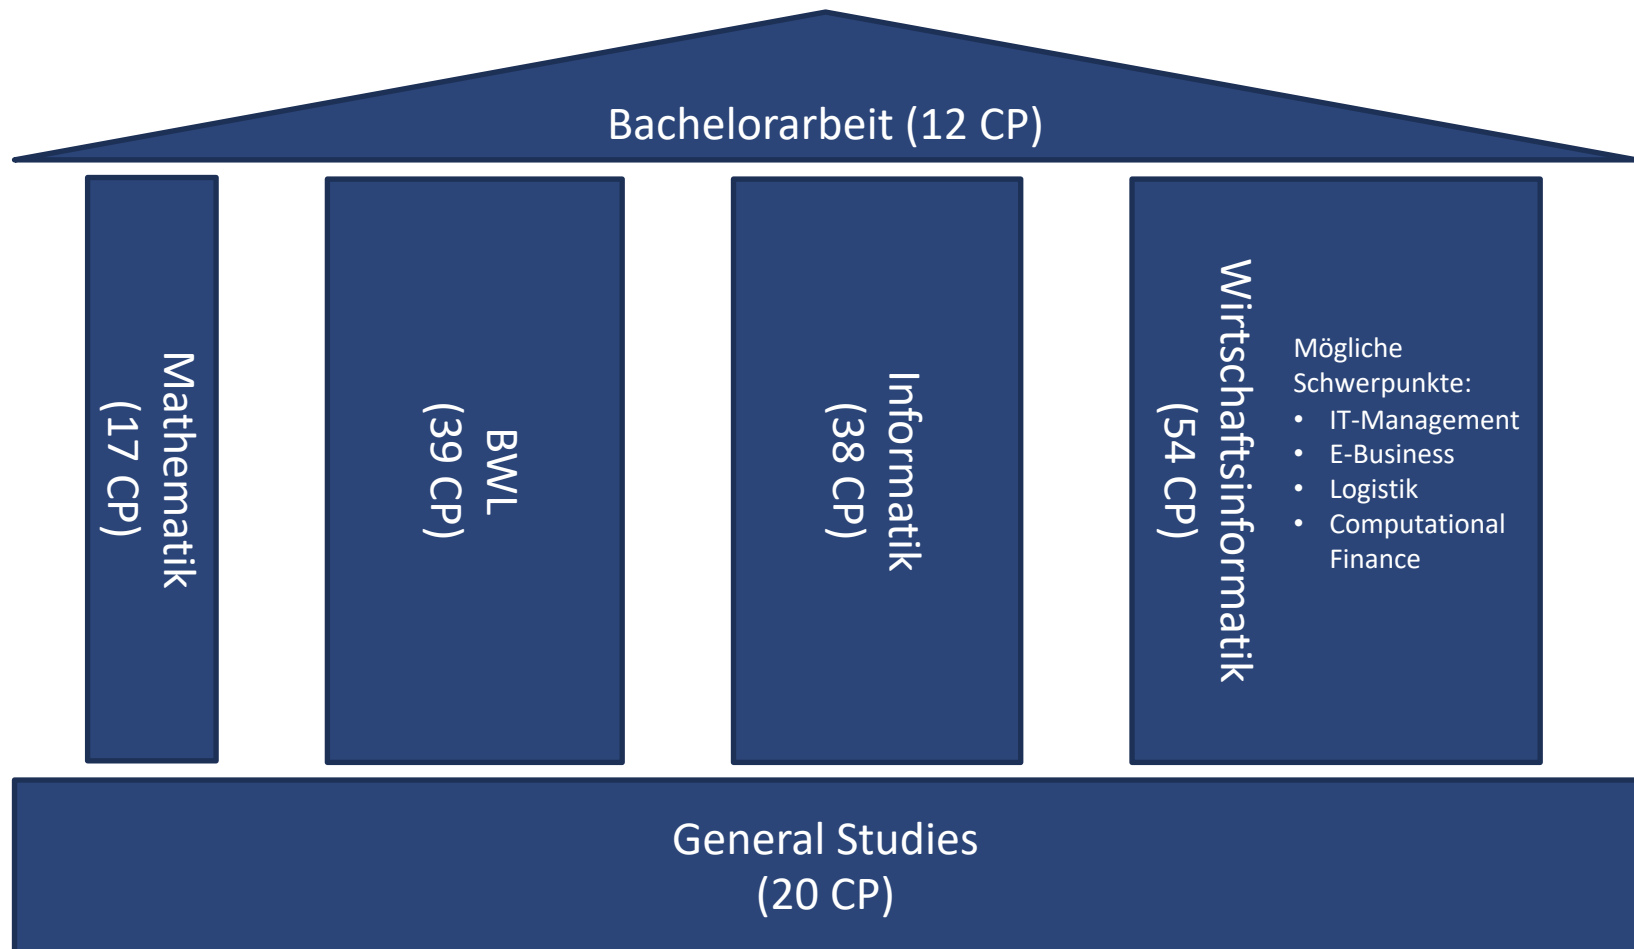 Bachelorarbeit (12 CP)
Mathematik
(17 CP)
BWL
(39 CP)
Informatik
(38 CP)
Wirtschaftsinformatik
(54 CP)
Mögliche
Schwerpunkte:
• IT-Management
• E-Business
• Logistik
• Computational
Finance
General Studies
(20 CP)